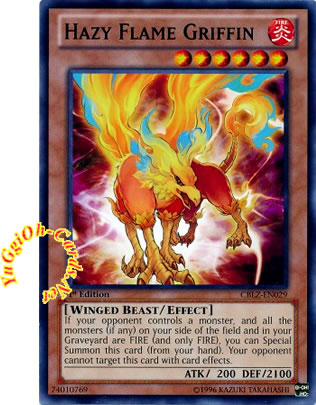 HAZY FLAME GRIFFIN
FIRE
炎
YuGgiOh-Cards.Net
1st Edition
CBLZ-EN029
[WINGED BEAST/EFFECT]
If your opponent controls a monster, and all the
monsters (if any) on your side of the field and in your
Graveyard are FIRE (and only FIRE), you can Special
Summon this card (from your hand). Your opponent
cannot target this card with card effects.
ATK/ 200 DEF/2100
74010769
©1996 KAZUKI TAKAHASHI